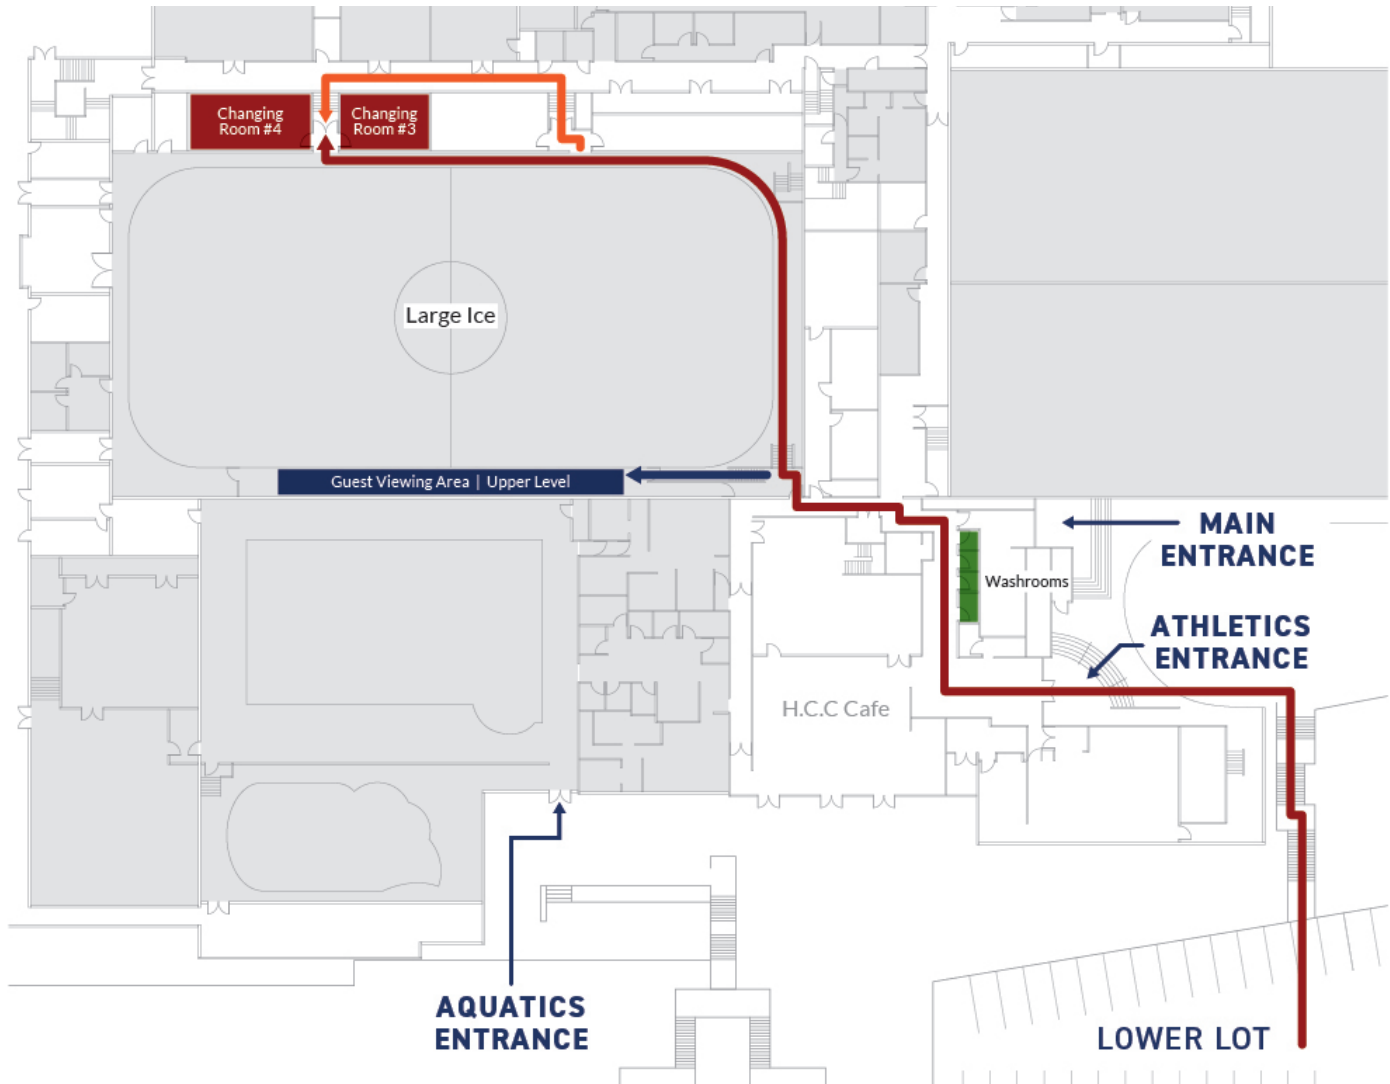 Changing
Room #4
Changing
Room #3
Large Ice
Guest Viewing Area | Upper Level
MAIN
ENTRANCE
Washrooms
ATHLETICS
ENTRANCE
H.C.C Cafe
AQUATICS
ENTRANCE
LOWER LOT